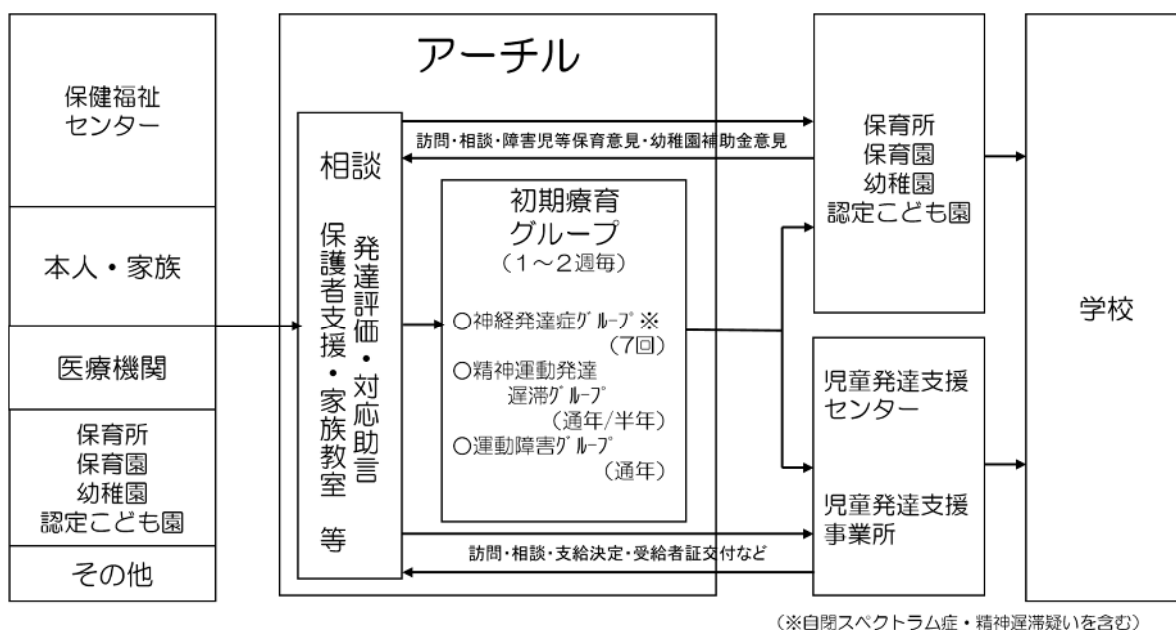 保健福祉
センター
本人・家族
医療機関
保育所
保育園
幼稚園
認定こども園
その他
アーチル
相談
発達評価・対応助言
保護者支援・家族教室
等
訪問・相談・障害児等保育意見・幼稚園補助金意見
初期療育
グループ
(1~2週毎)
○神経発達症グループ※
(7回)
○精神運動発達
遅滞グループ
(通年/半年)
○運動障害グループ
(通年)
訪問・相談・支給決定・受給者証交付など
保育所
保育園
幼稚園
認定こども園
児童発達支援
センター
児童発達支援
事業所
学校
(※自閉スペクトラム症・精神遅滞疑いを含む)